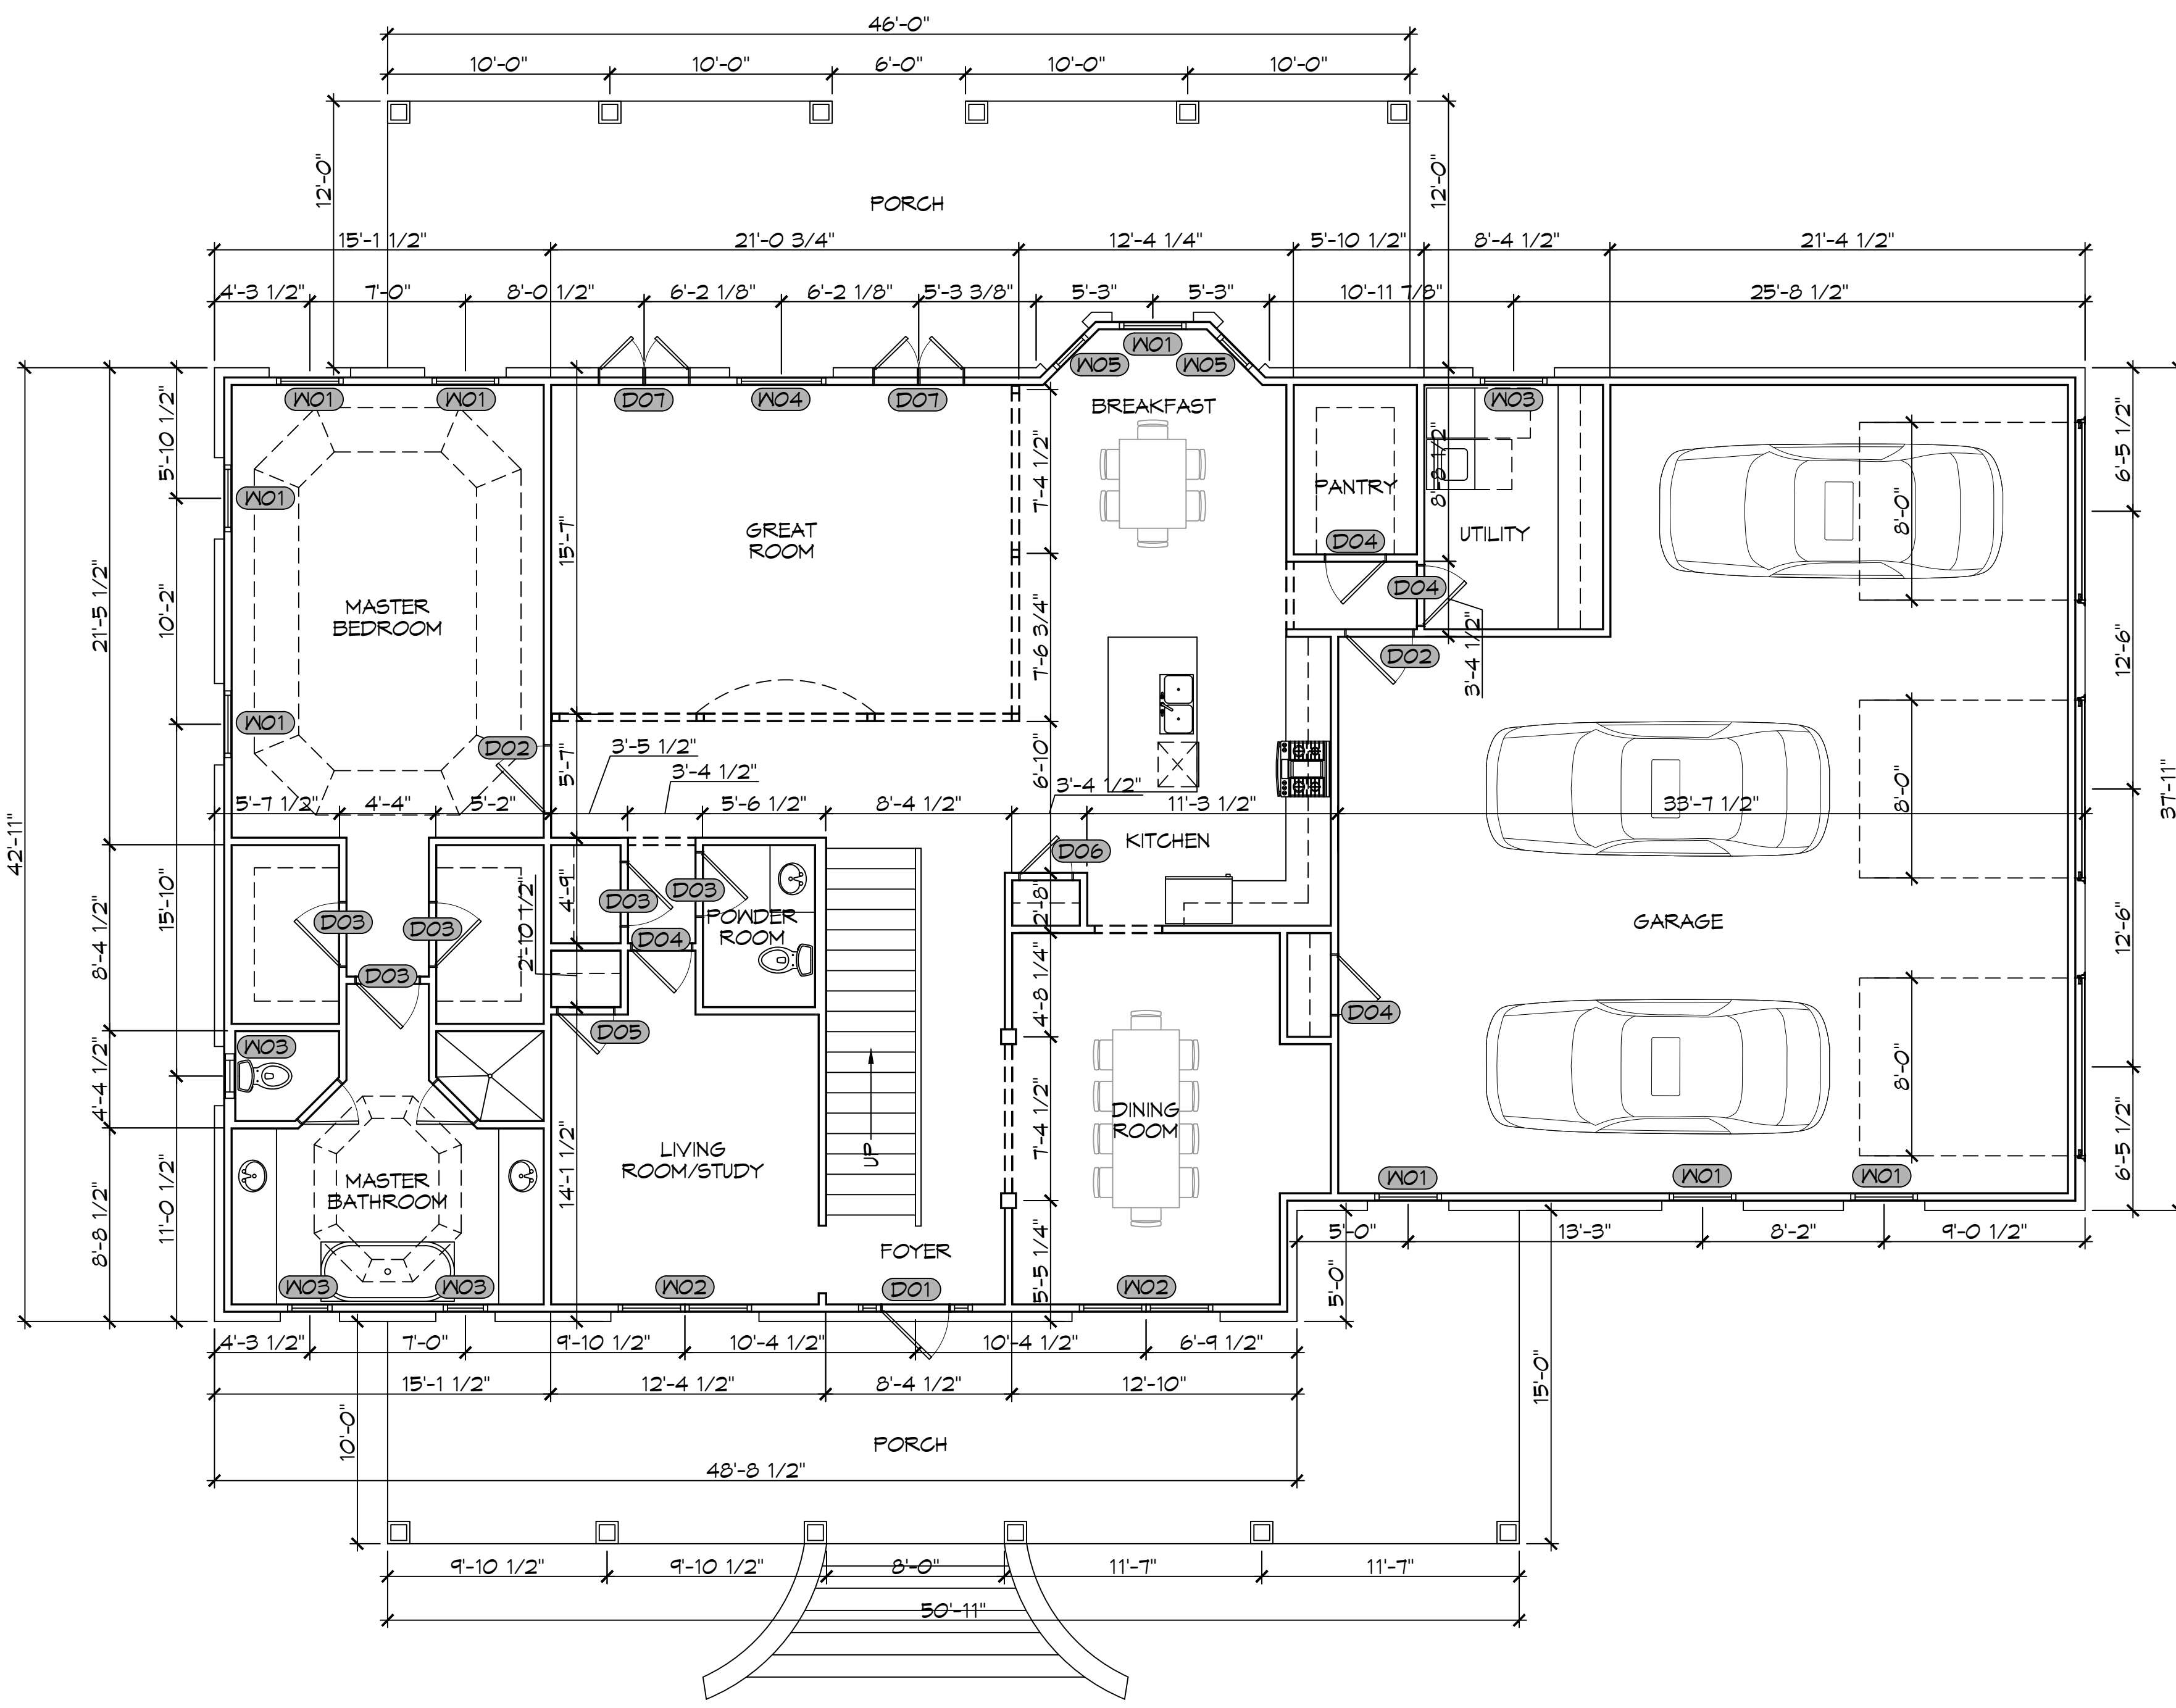 46'-0"
10'-0" 10'-0" 6'-0" 10'-0" 10'-0"
12'-0" 12'-0"
PORCH
15'-1 1/2" 21'-0 3/4" 12'-4 1/4" 5'-10 1/2" 8'-4 1/2" 21'-4 1/2"
4'-3 1/2" 7'-0" 8'-0 1/2" 6'-2 1/8" 6'-2 1/8" 5'-3 3/8" 5'-3" 5'-3" 10'-11 7/8" 25'-8 1/2"
W01
W05 W05
W01 W01 D07 W04 D07 W03
BREAKFAST
5'-10 1/2" 7'-4 1/2" 8'-3 1/2" 6'-5 1/2"
W01 PANTRY 8'-0"
GREAT
ROOM
UTILITY
D04
15'-7"
21'-5 1/2" 10'-2"
D04
MASTER
BEDROOM
7'-6 3/4" 3'-4 1/2" 12'-6"
D02
W01
D02
3'-5 1/2"
3'-4 1/2"
5'-7" 6'-10" 3'-4 1/2" 8'-0"
5'-7 1/2" 4'-4" 5'-2" 5'-6 1/2" 8'-4 1/2" 11'-3 1/2" 33'-7 1/2"
42'-11" 37'-11"
KITCHEN
D06
D03 D03
4'-9" 2'-8"
D03 D03
POWDER
ROOM
D04
GARAGE
2'-10 1/2"
15'-10" 8'-4 1/2" 12'-6"
D03
4'-8 1/4"
D04
D05
W03
4'-4 1/2" 8'-0"
DINING
ROOM
LIVING
ROOM/STUDY
UP
14'-1 1/2" 7'-4 1/2" 6'-5 1/2"
MASTER
BATHROOM
W01 W01 W01
11'-0 1/2" 8'-8 1/2"
5'-0" 13'-3" 8'-2" 9'-0 1/2"
FOYER
5'-5 1/4" 5'-0"
W03 W03 W02 D01 W02
4'-3 1/2" 7'-0" 9'-10 1/2" 10'-4 1/2" 10'-4 1/2" 6'-9 1/2"
15'-1 1/2" 12'-4 1/2" 8'-4 1/2" 12'-10"
15'-0"
10'-0"
PORCH
48'-8 1/2"
9'-10 1/2" 9'-10 1/2" 8'-0" 11'-7" 11'-7"
50'-11"